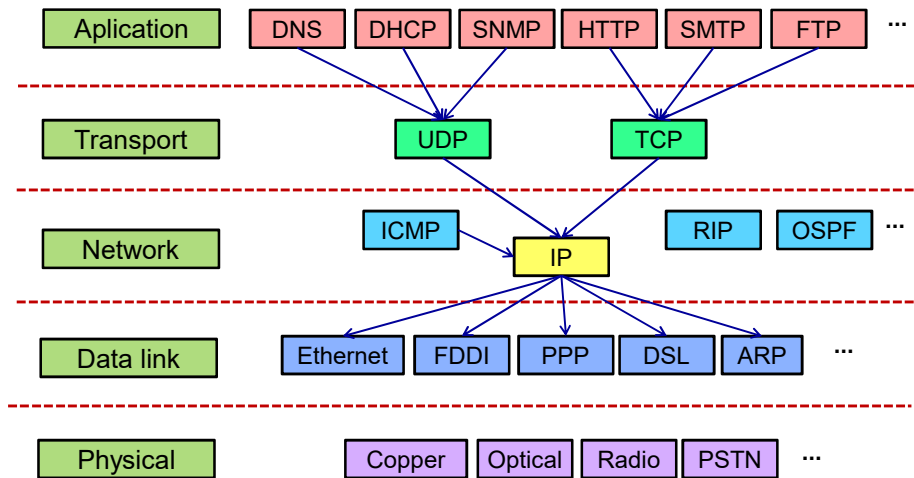 Aplication
DNS DHCP SNMP HTTP SMTP FTP ...
Transport
UDP TCP
Network
ICMP RIP OSPF ...
IP
Data link
Ethernet FDDI PPP DSL ARP ...
Physical
Copper Optical Radio PSTN ...